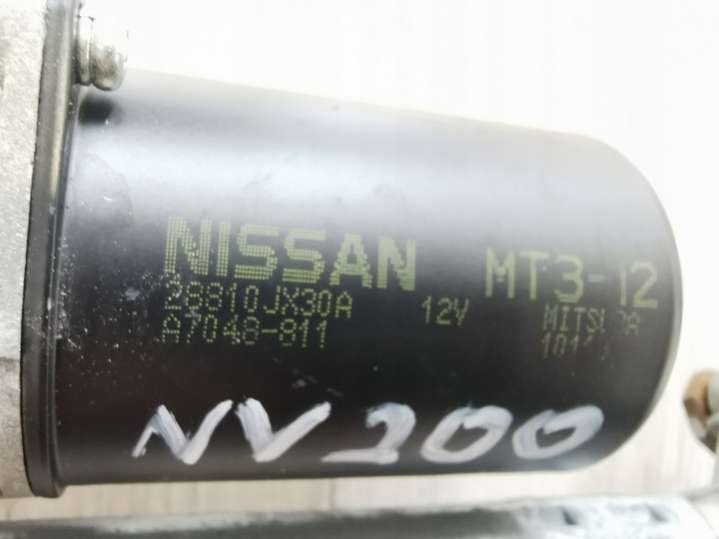 NISSAN MT3-12
28810JX30A 12V
A7048-811
NV200